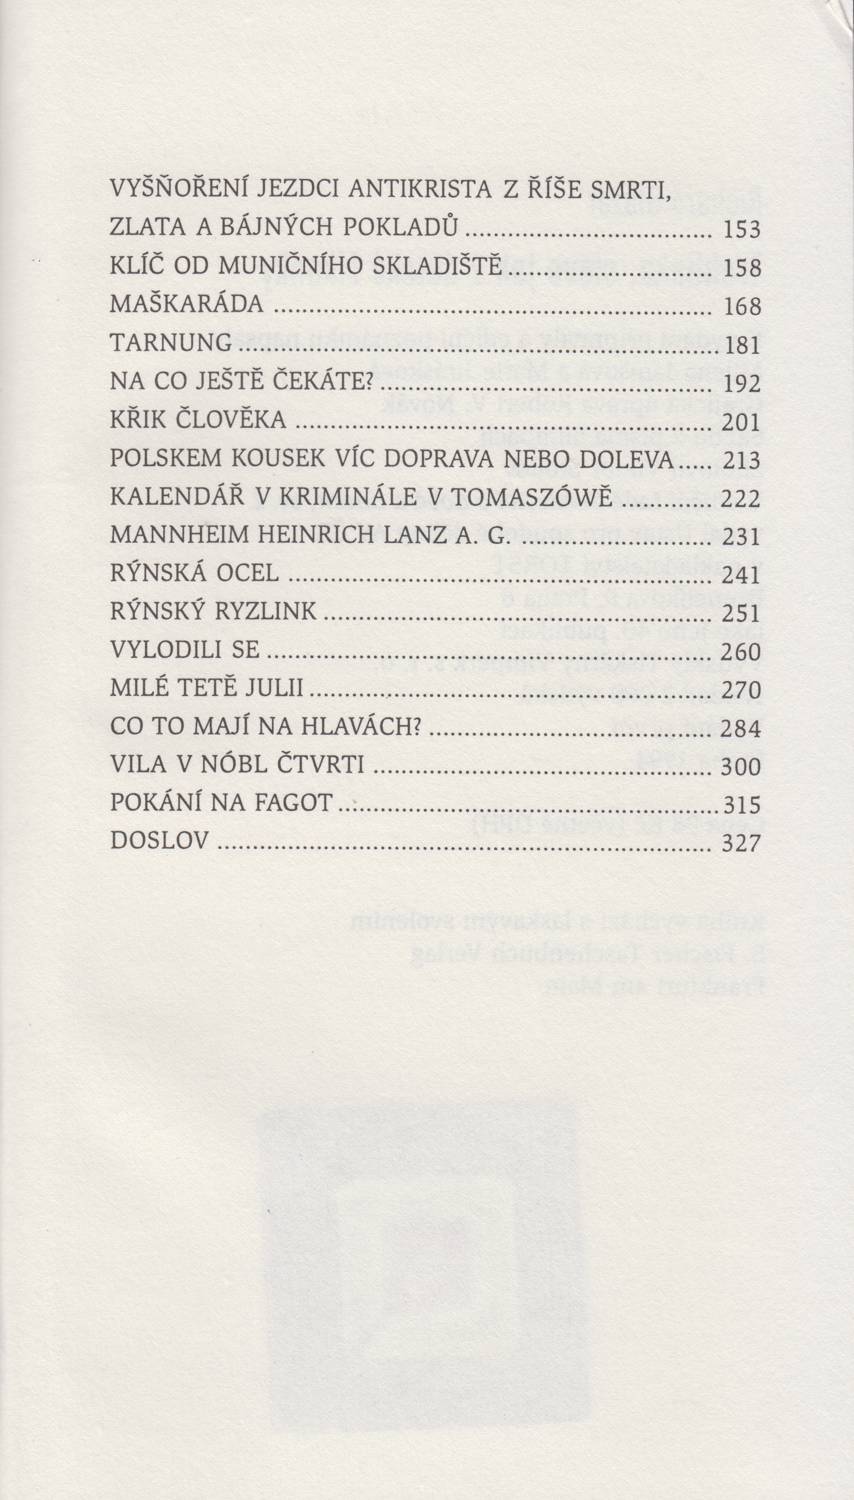 VYŠŇOŘENÍ JEZDCI ANTIKRISTA Z ŘÍŠE SMRTI,
ZLATA A BÁJNÝCH POKLADŮ .................................. 153
KLÍČ OD MUNIČNÍHO SKLADIŠTĚ ............................ 158
MAŠKARÁDA ............................................................ 168
TARNUNG ................................................................. 181
NA CO JEŠTĚ ČEKÁTE? .............................................. 192
KŘIK ČLOVĚKA ......................................................... 201
POLSKEM KOUSEK VÍC DOPRAVA NEBO DOLEVA ..... 213
KALENDÁŘ V KRIMINÁLE V TOMASZÓWĚ ............. 222
MANNHEIM HEINRICH LANZ A. G. .......................... 231
RÝNSKÁ OCEL .......................................................... 241
RÝNSKÝ RYZLINK ..................................................... 251
VYLODILI SE ............................................................. 260
MILÉ TETĚ JULII ....................................................... 270
CO TO MAJÍ NA HLAVÁCH? ....................................... 284
VILA V NÓBL ČTVRTI ............................................... 300
POKÁNÍ NA FAGOT .................................................... 315
DOSLOV .................................................................... 327